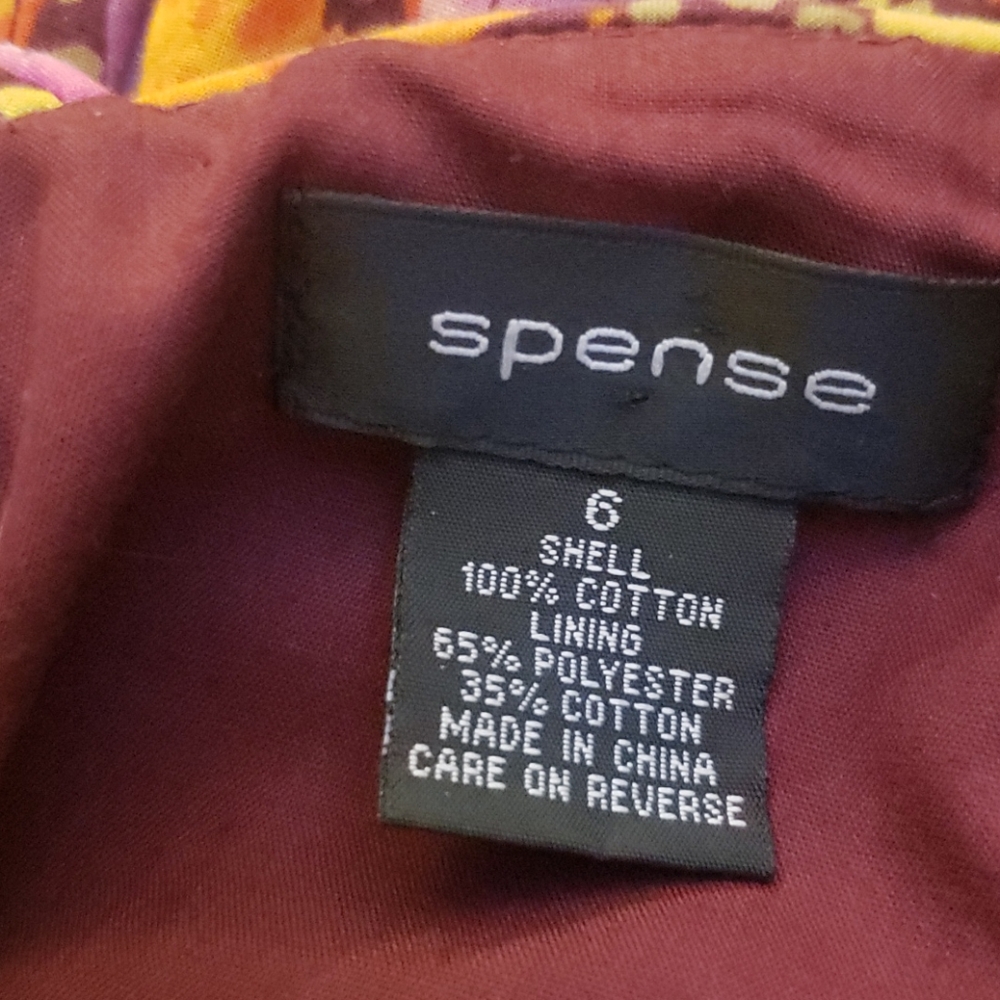 spense
6
SHELL
100% COTTON
LINING
65% POLYESTER
35% COTTON
MADE IN CHINA
CARE ON REVERSE